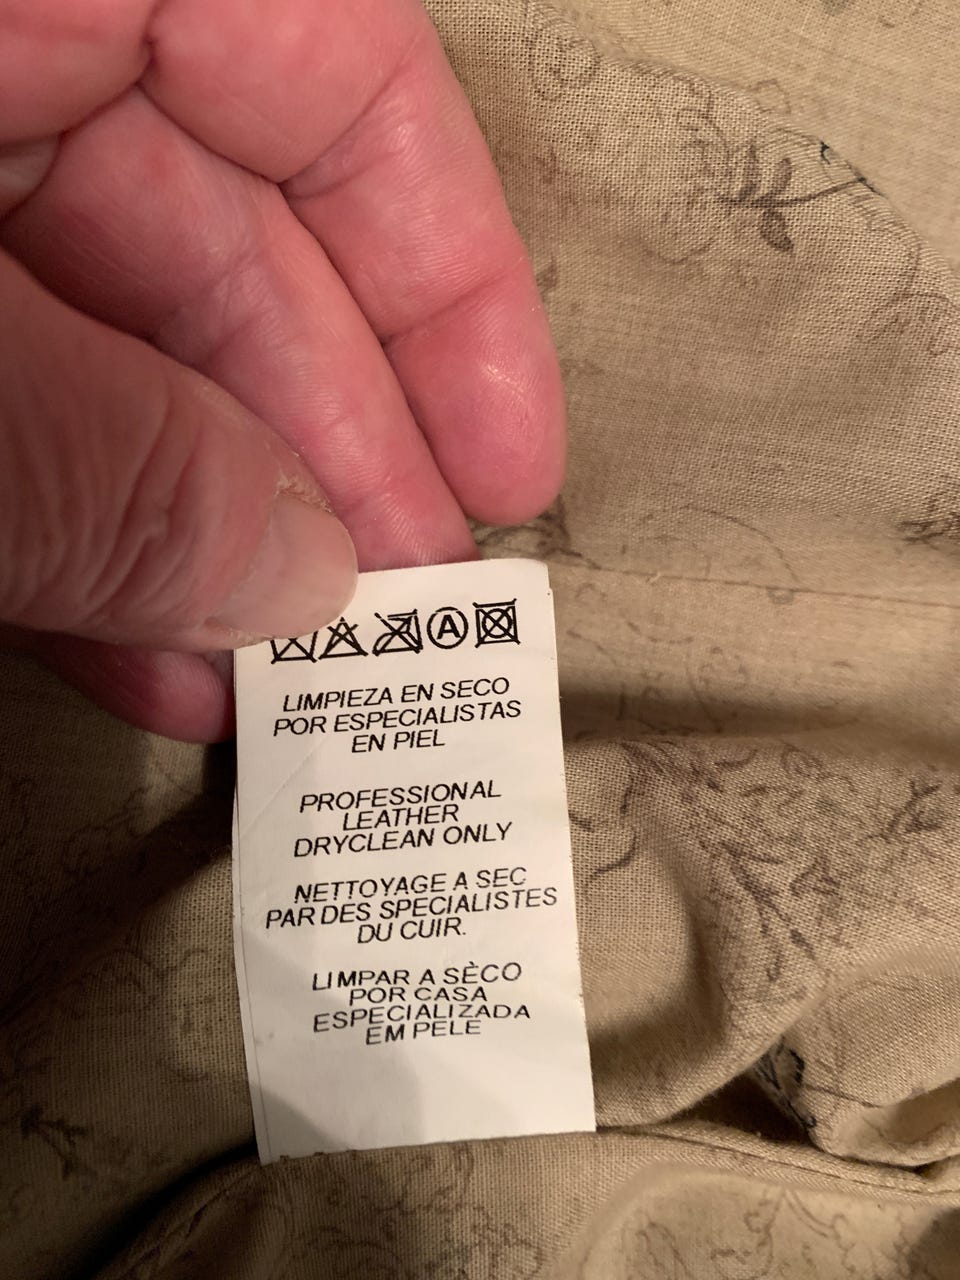 A
LIMPIEZA EN SECO
POR ESPECIALISTAS
EN PIEL
PROFESSIONAL
LEATHER
DRYCLEAN ONLY
NETTOYAGE A SEC
PAR DES SPECIALISTES
DU CUIR.
LIMPAR A SÈCO
POR CASA
ESPECIALIZADA
EM PELE